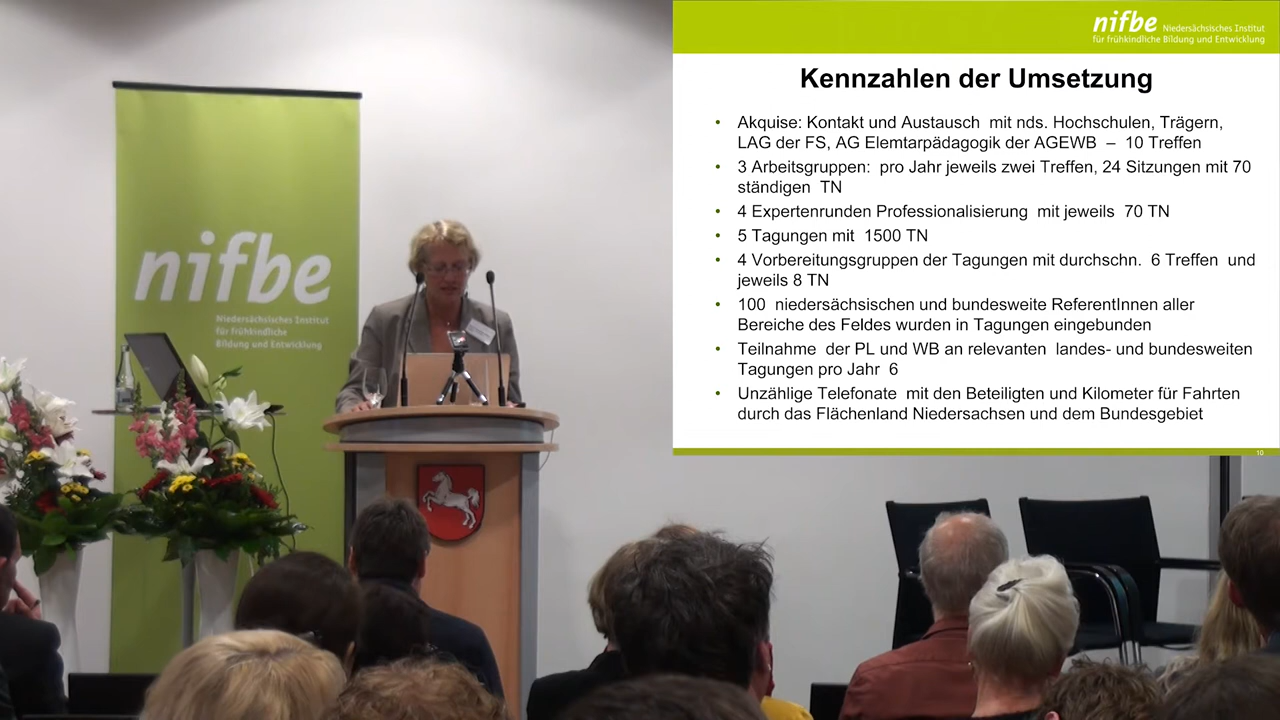 nifbe Niedersächsisches Institut
für frühkindliche Bildung und Entwicklung
Kennzahlen der Umsetzung
• Akquise: Kontakt und Austausch mit nds. Hochschulen, Trägern,
LAG der FS, AG Elemtarpädagogik der AGEWB – 10 Treffen
• 3 Arbeitsgruppen: pro Jahr jeweils zwei Treffen, 24 Sitzungen mit 70
ständigen TN
• 4 Expertenrunden Professionalisierung mit jeweils 70 TN
• 5 Tagungen mit 1500 TN
• 4 Vorbereitungsgruppen der Tagungen mit durchschn. 6 Treffen und
jeweils 8 TN
• 100 niedersächsischen und bundesweite ReferentInnen aller
Bereiche des Feldes wurden in Tagungen eingebunden
• Teilnahme der PL und WB an relevanten landes- und bundesweiten
Tagungen pro Jahr 6
• Unzählige Telefonate mit den Beteiligten und Kilometer für Fahrten
durch das Flächenland Niedersachsen und dem Bundesgebiet
10
nifbe
Niedersächsisches Institut
für frühkindliche
Bildung und Entwicklung